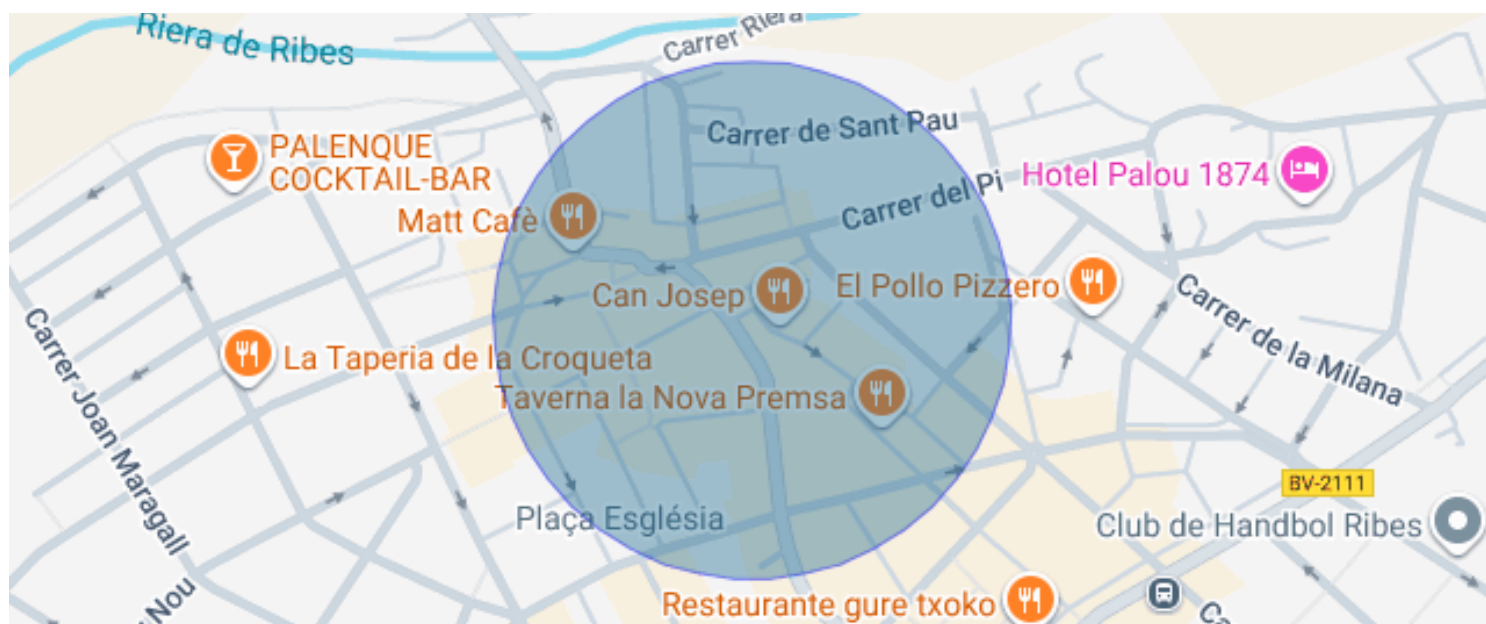 Riera de Ribes
Carrer Riera
PALENQUE
COCKTAIL-BAR
Carrer de Sant Pau
Hotel Palou 1874
Matt Cafè
Carrer del Pi
Can Josep
El Pollo Pizzero
Carrer de la Milana
La Taperia de la Croqueta
Taverna la Nova Premsa
Carrer Joan Maragall
BV-2111
Plaça Església
Club de Handbol Ribes
Nou
Restaurante gure txoko
Ca